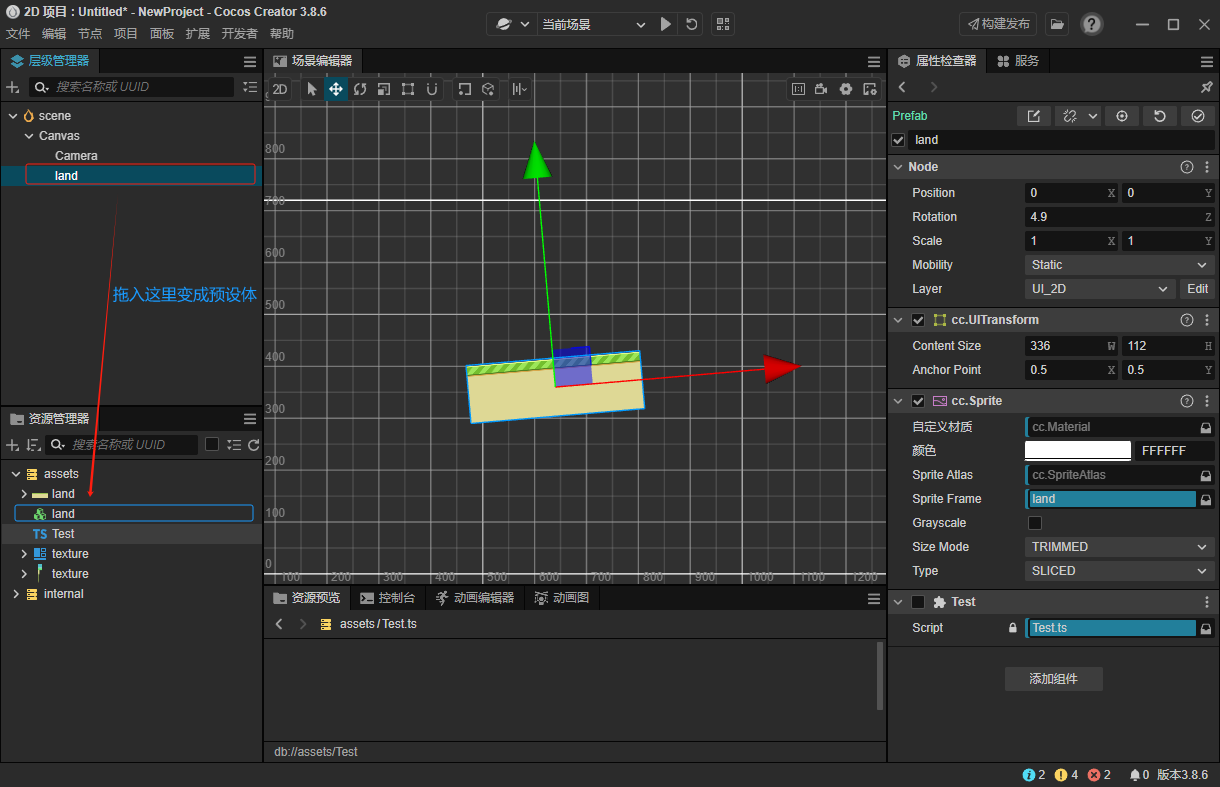 2D 项目 : Untitled* - NewProject - Cocos Creator 3.8.6
当前场景
构建发布
文件 编辑 节点 项目 面板 扩展 开发者 帮助
层级管理器
搜索名称或 UUID
scene
Canvas
Camera
land
拖入这里变成预设体
资源管理器
搜索名称或 UUID
assets
land
land
TS Test
texture
texture
internal
场景编辑器
2D
800
700
600
500
400
300
200
100
0
100 200 300 400 500 600 700 800 900 1000 1100 1200
资源预览 控制台 动画编辑器 动画图
assets / Test.ts
db://assets/Test
属性检查器 服务
Prefab
land
Node
Position 0 X 0 Y
Rotation 4.9 Z
Scale 1 X 1 Y
Mobility Static
Layer UI_2D Edit
cc.UITransform
Content Size 336 W 112 H
Anchor Point 0.5 X 0.5 Y
cc.Sprite
自定义材质 cc.Material
颜色 FFFFFF
Sprite Atlas cc.SpriteAtlas
Sprite Frame land
Grayscale
Size Mode TRIMMED
Type SLICED
Test
Script Test.ts
添加组件
2 4 2 0 版本3.8.6